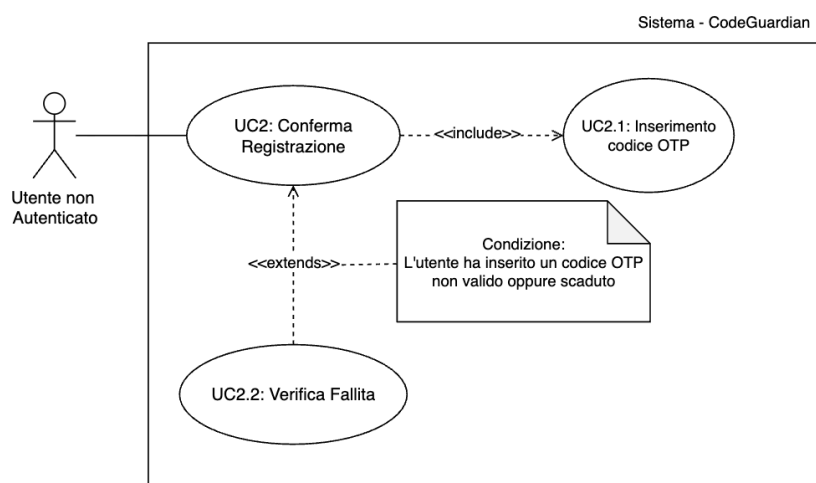 Sistema - CodeGuardian
UC2: Conferma
Registrazione
<<include>>
UC2.1: Inserimento
codice OTP
Utente non
Autenticato
Condizione:
L'utente ha inserito un codice OTP
non valido oppure scaduto
<<extends>>
UC2.2: Verifica Fallita